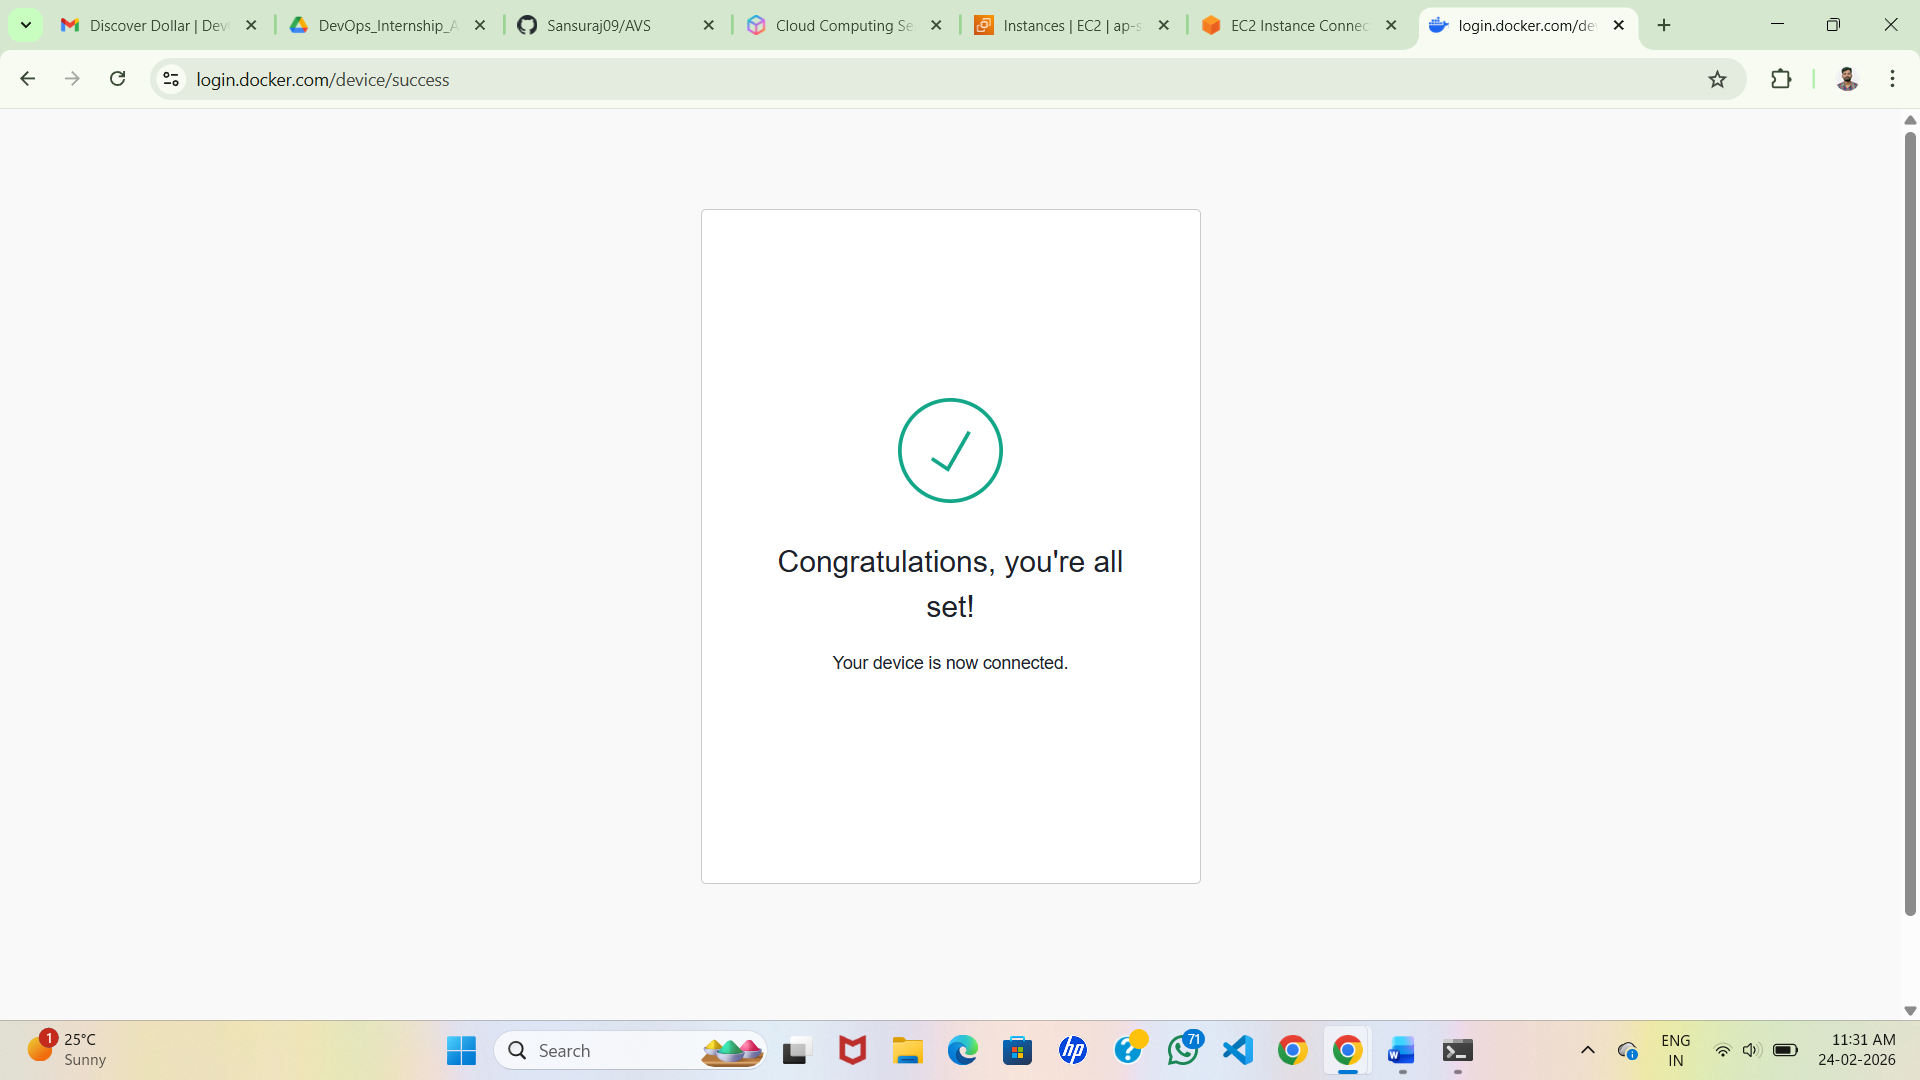 Discover Dollar | Dev
DevOps_Internship_A
Sansuraj09/AVS
Cloud Computing Se
Instances | EC2 | ap-s
EC2 Instance Connec
login.docker.com/de
login.docker.com/device/success
Congratulations, you're all
set!
Your device is now connected.
1
25°C
Sunny
Search
hp
71
W
ENG
IN
11:31 AM
24-02-2026